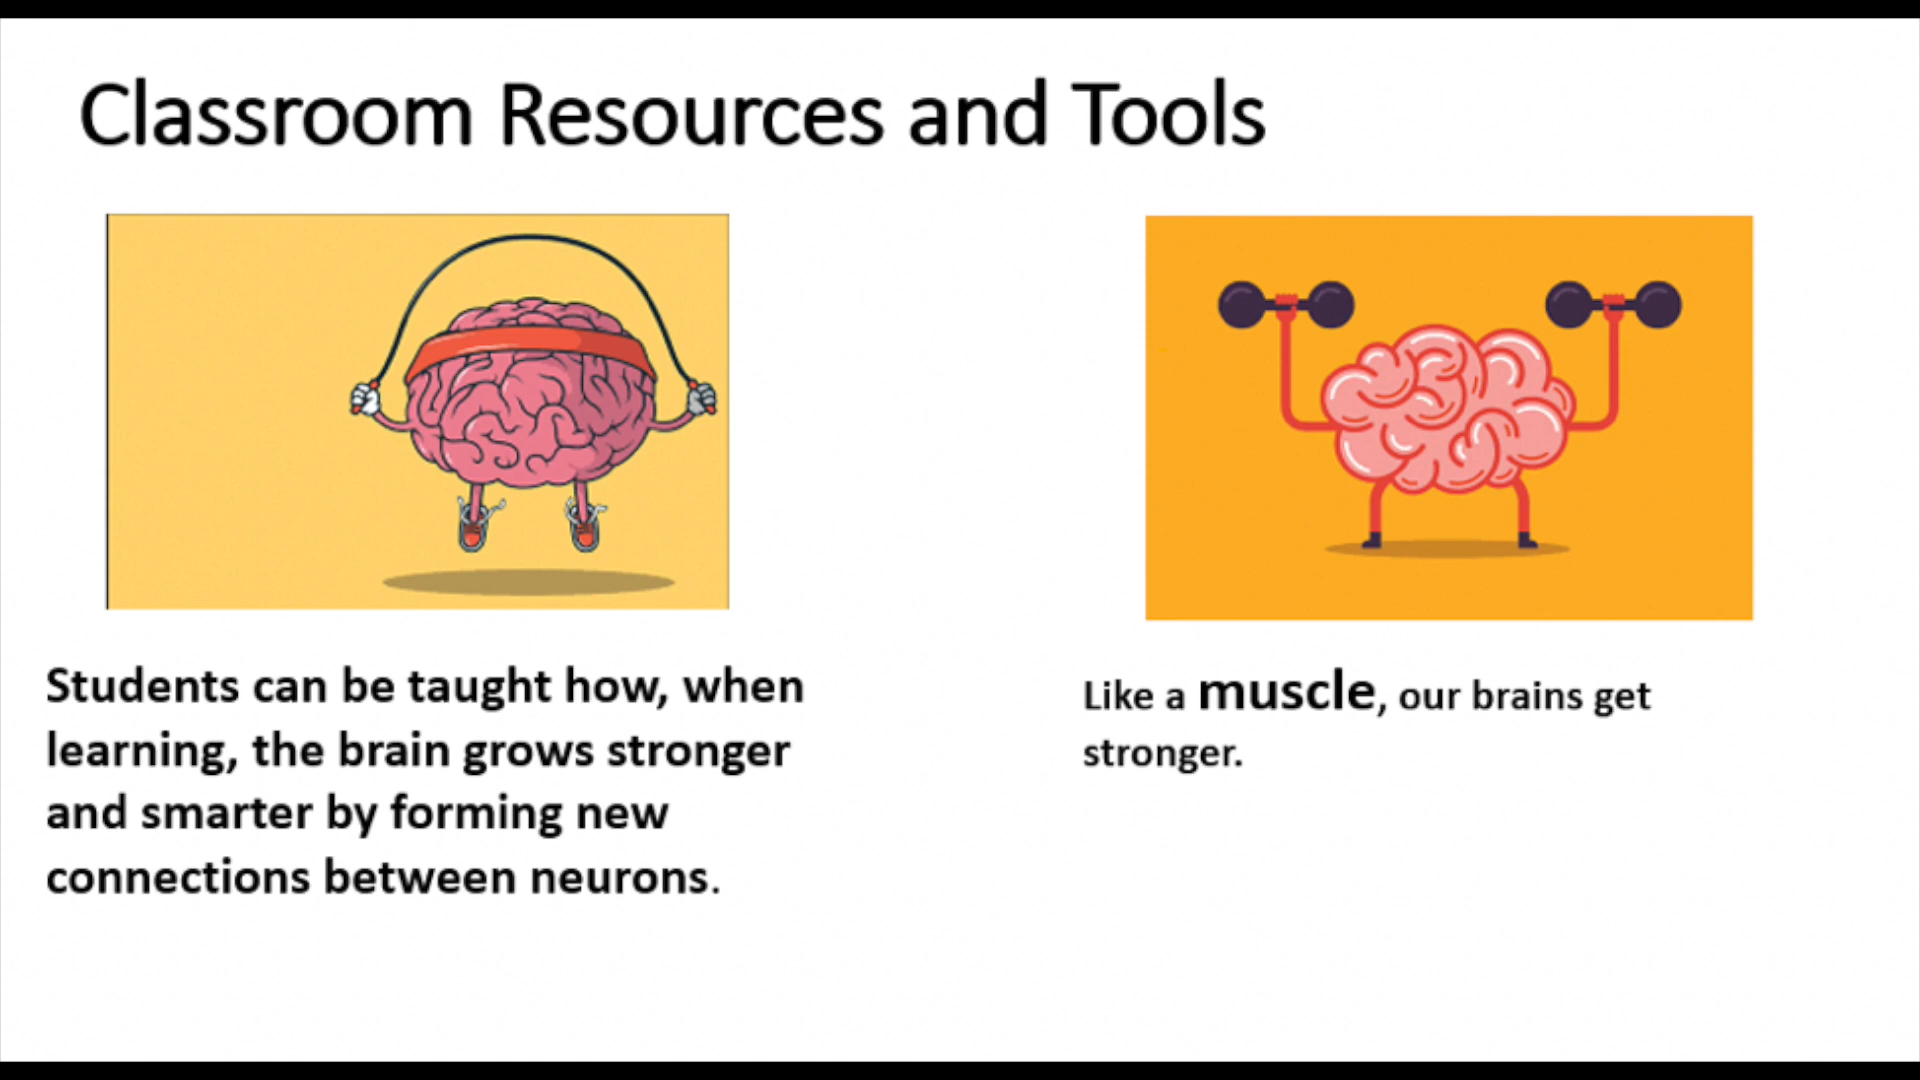 Classroom Resources and Tools
Students can be taught how, when
learning, the brain grows stronger
and smarter by forming new
connections between neurons.
Like a muscle, our brains get
stronger.